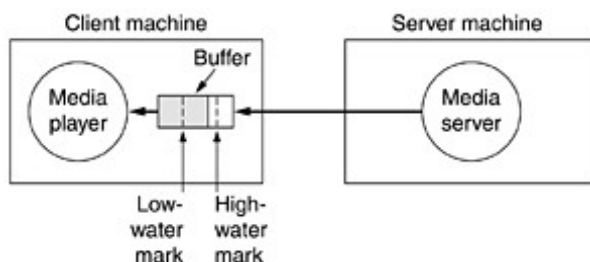 Client machine
Server machine
Buffer
Media
player
Media
server
Low-
water
mark
High-
water
mark